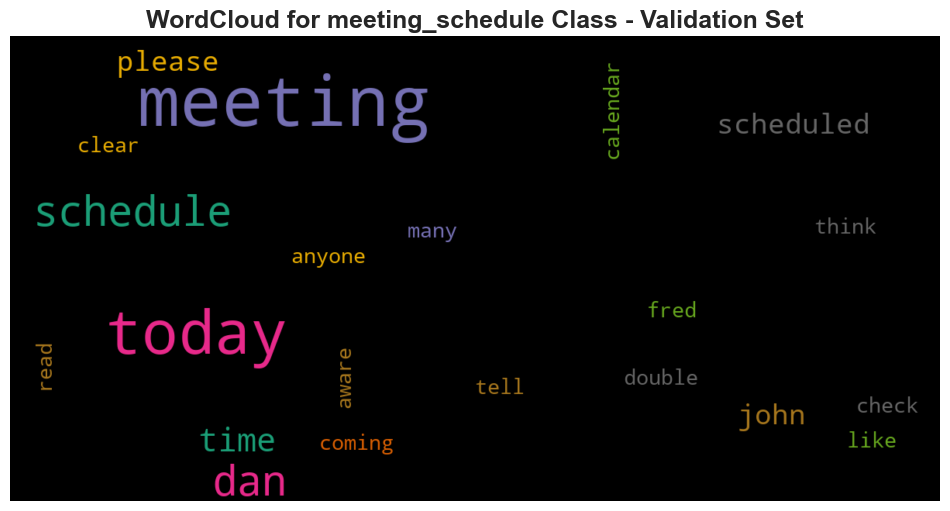 WordCloud for meeting_schedule Class - Validation Set
please
meeting
calendar
scheduled
clear
schedule
many
think
anyone
today
fred
read
aware
tell
double
john
check
time
coming
like
dan